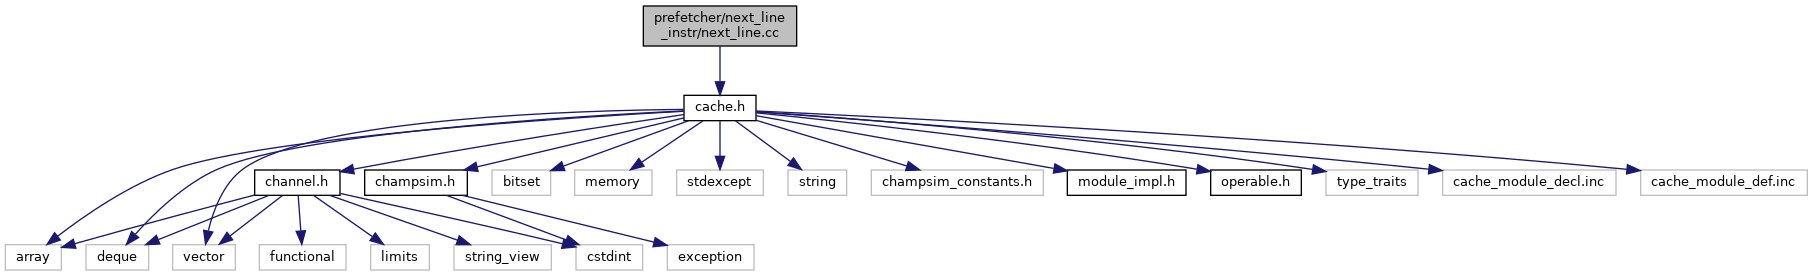 prefetcher/next_line
_instr/next_line.cc
cache.h
channel.h
champsim.h
bitset
memory
stdexcept
string
champsim_constants.h
module_impl.h
operable.h
type_traits
cache_module_decl.inc
cache_module_def.inc
array
deque
vector
functional
limits
string_view
cstdint
exception